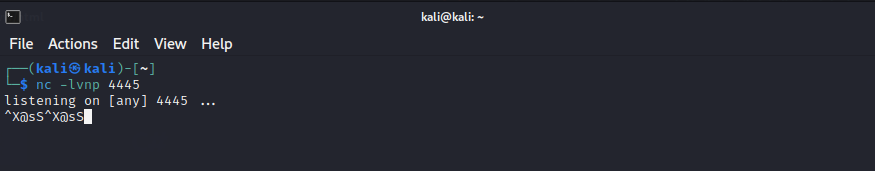 kali@kali: ~
File Actions Edit View Help
┌──(kali㉿kali)-[~]
└─$ nc -lvnp 4445
listening on [any] 4445 ...
^X@sS^X@sS